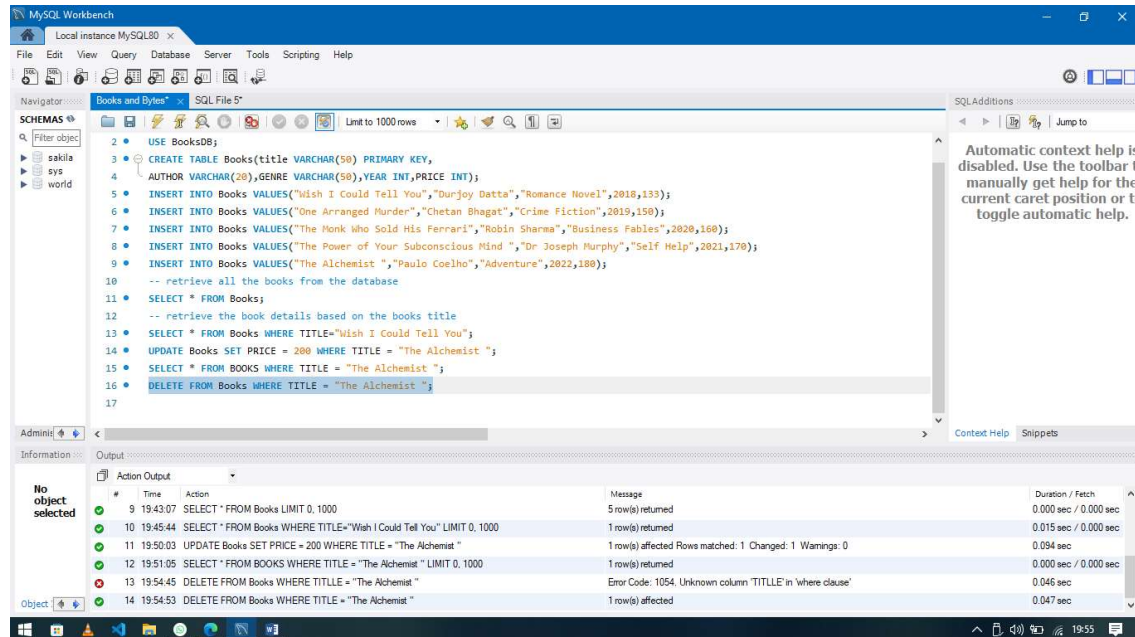 MySQL Workbench
Local instance MySQL80
File Edit View Query Database Server Tools Scripting Help
Navigator
Books and Bytes*
SQL File 5*
SQLAdditions
SCHEMAS
Limit to 1000 rows
Jump to
Filter objec
sakila
sys
world
2 USE BooksDB;
3 CREATE TABLE Books(title VARCHAR(50) PRIMARY KEY,
4 AUTHOR VARCHAR(20),GENRE VARCHAR(50),YEAR INT,PRICE INT);
5 INSERT INTO Books VALUES("Wish I Could Tell You","Durjoy Datta","Romance Novel",2018,133);
6 INSERT INTO Books VALUES("One Arranged Murder","Chetan Bhagat","Crime Fiction",2019,150);
7 INSERT INTO Books VALUES("The Monk Who Sold His Ferrari","Robin Sharma","Business Fables",2020,160);
8 INSERT INTO Books VALUES("The Power of Your Subconscious Mind ","Dr Joseph Murphy","Self Help",2021,170);
9 INSERT INTO Books VALUES("The Alchemist ","Paulo Coelho","Adventure",2022,180);
10 -- retrieve all the books from the database
11 SELECT * FROM Books;
12 -- retrieve the book details based on the books title
13 SELECT * FROM Books WHERE TITLE="Wish I Could Tell You";
14 UPDATE Books SET PRICE = 200 WHERE TITLE = "The Alchemist ";
15 SELECT * FROM BOOKS WHERE TITLE = "The Alchemist ";
16 DELETE FROM Books WHERE TITLE = "The Alchemist ";
17
Automatic context help is
disabled. Use the toolbar t
manually get help for the
current caret position or t
toggle automatic help.
Adminis
Context Help Snippets
Information
Output
No
object
selected
Action Output
# Time Action Message Duration / Fetch
9 19:43:07 SELECT * FROM Books LIMIT 0, 1000 5 row(s) returned 0.000 sec / 0.000 sec
10 19:45:44 SELECT * FROM Books WHERE TITLE="Wish I Could Tell You" LIMIT 0, 1000 1 row(s) returned 0.015 sec / 0.000 sec
11 19:50:03 UPDATE Books SET PRICE = 200 WHERE TITLE = "The Alchemist " 1 row(s) affected Rows matched: 1 Changed: 1 Warnings: 0 0.094 sec
12 19:51:05 SELECT * FROM BOOKS WHERE TITLE = "The Alchemist " LIMIT 0, 1000 1 row(s) returned 0.000 sec / 0.000 sec
13 19:54:45 DELETE FROM Books WHERE TITLLE = "The Alchemist " Error Code: 1054. Unknown column 'TITLLE' in 'where clause' 0.046 sec
14 19:54:53 DELETE FROM Books WHERE TITLE = "The Alchemist " 1 row(s) affected 0.047 sec
Object
19:55